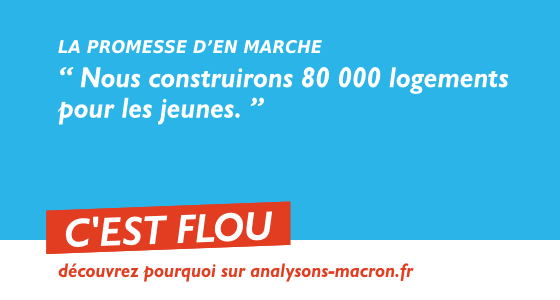 LA PROMESSE D’EN MARCHE
“ Nous construirons 80 000 logements
pour les jeunes. ”
C'EST FLOU
découvrez pourquoi sur analysons-macron.fr